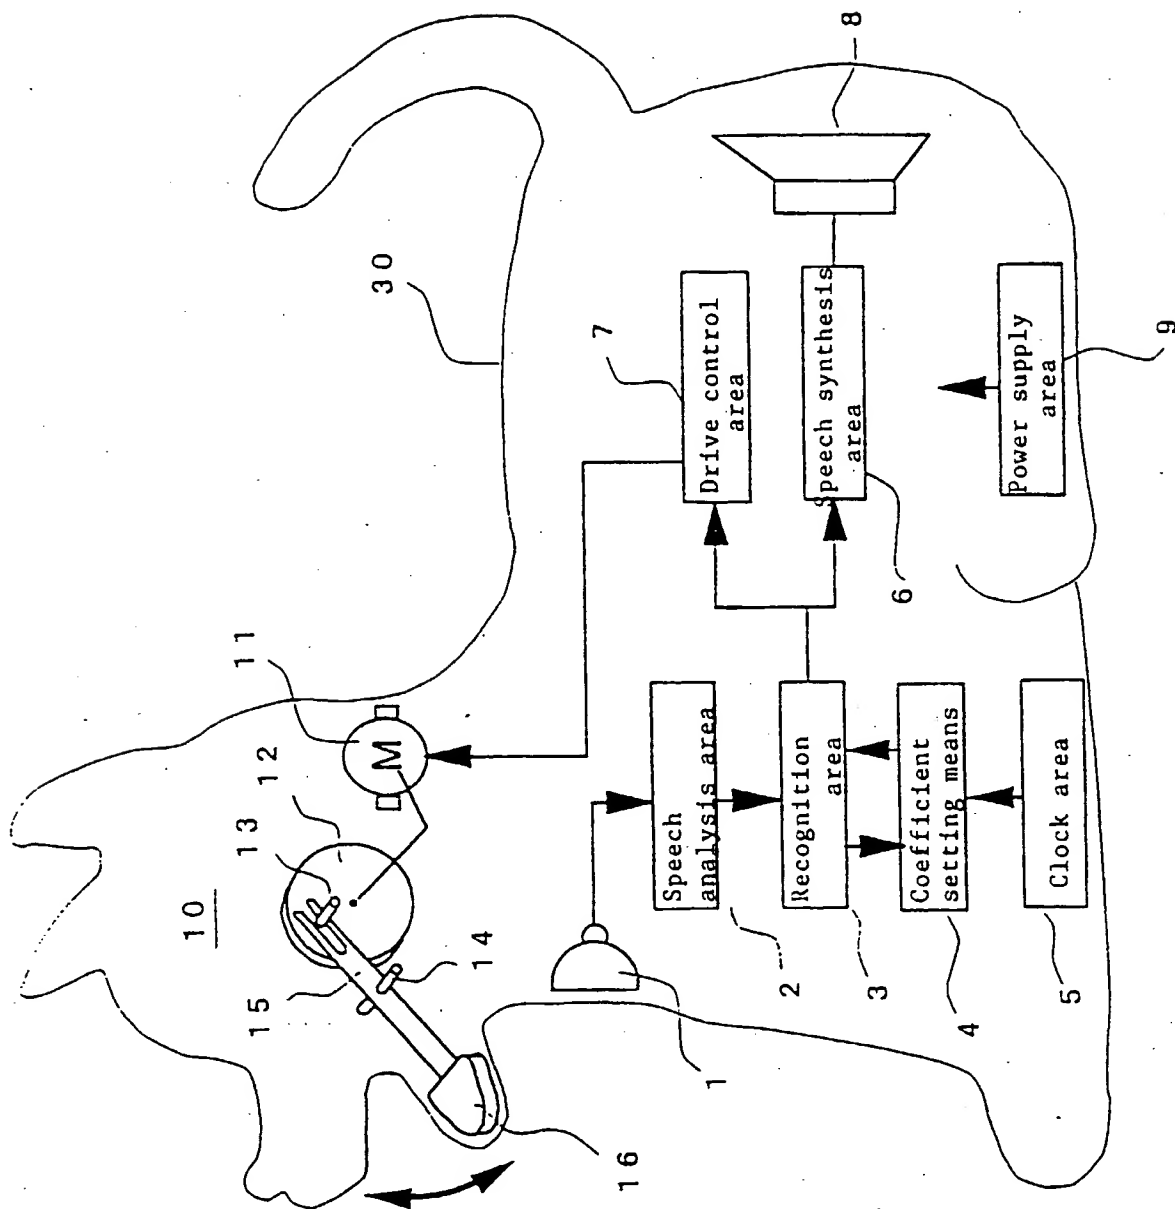 8
30
7
11
12
13
10
15
14
Drive control
area
Speech synthesis
area
6
Power supply
area
9
Speech
analysis area
2
Recognition
area
3
Coefficient
setting means
4
Clock area
5
1
16
M